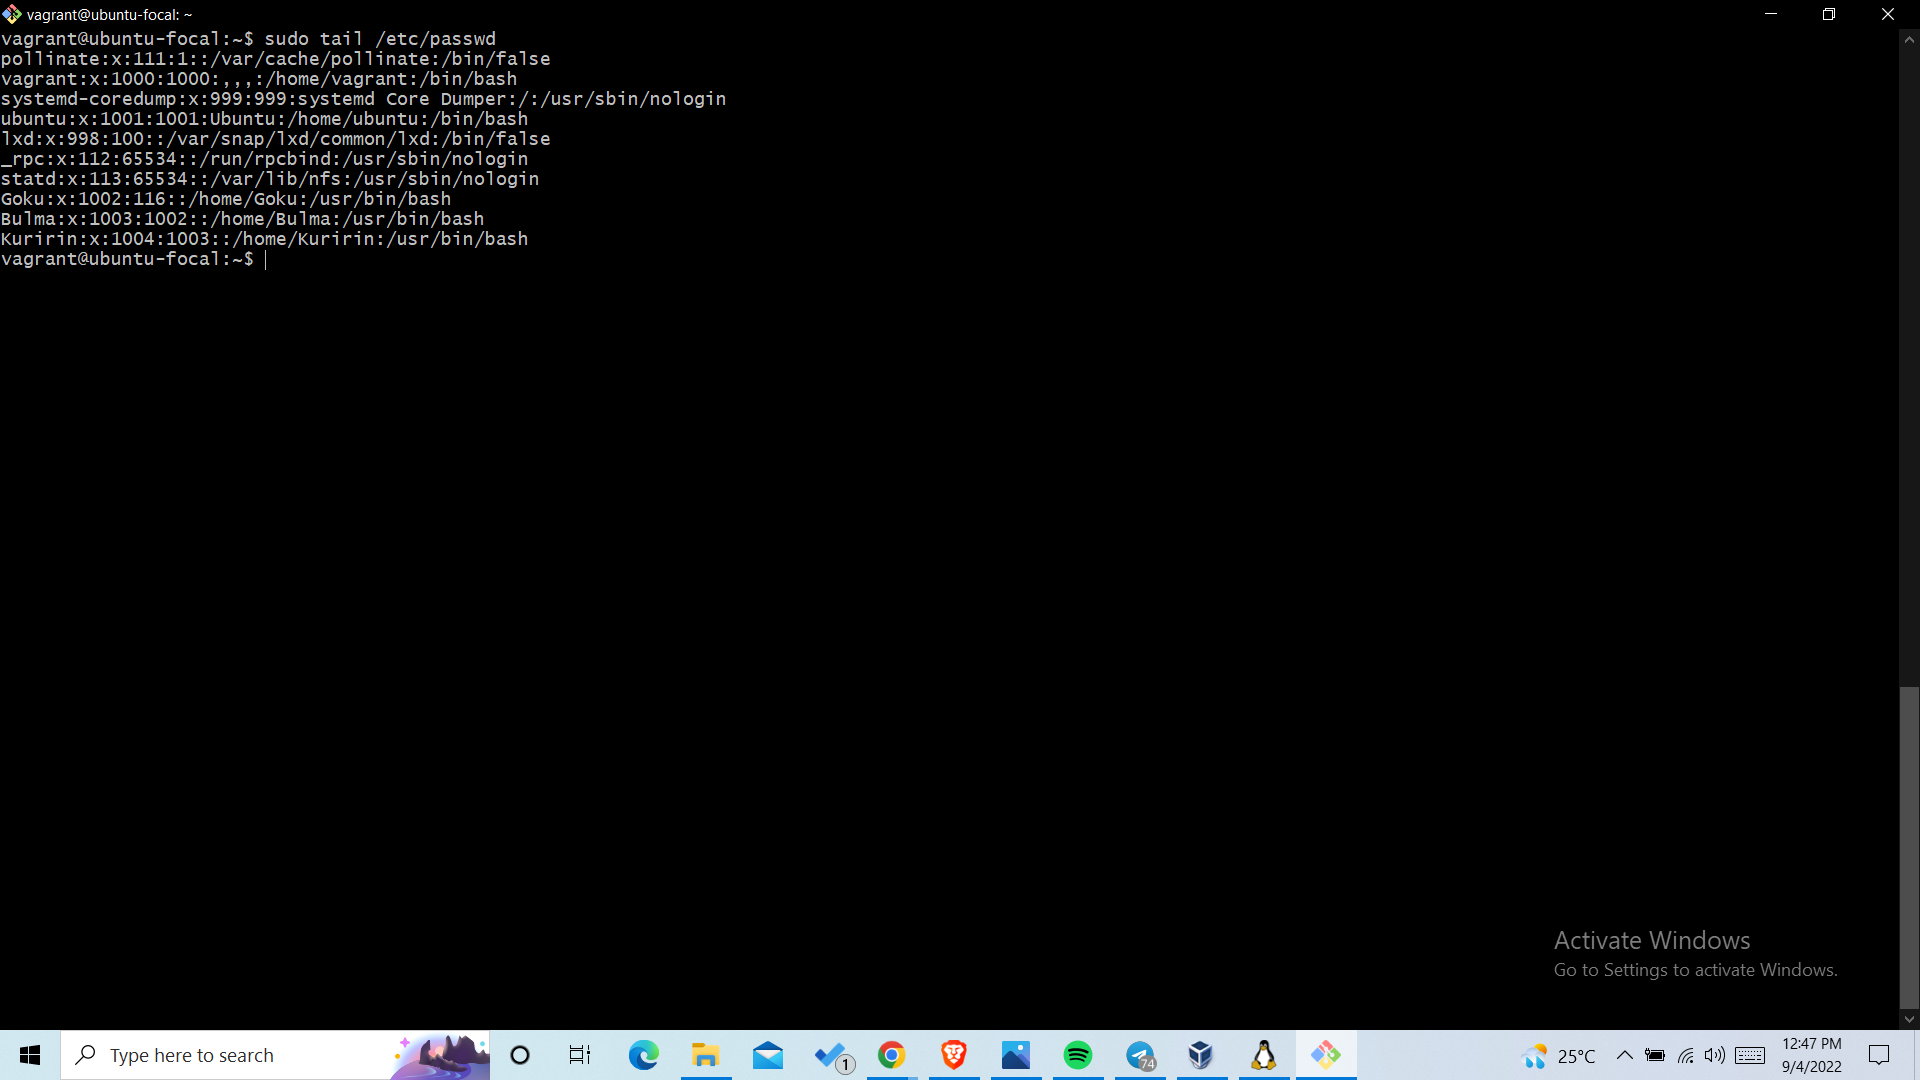 vagrant@ubuntu-focal: ~
vagrant@ubuntu-focal:~$ sudo tail /etc/passwd
pollinate:x:111:1::/var/cache/pollinate:/bin/false
vagrant:x:1000:1000:,,,:/home/vagrant:/bin/bash
systemd-coredump:x:999:999:systemd Core Dumper:/:/usr/sbin/nologin
ubuntu:x:1001:1001:Ubuntu:/home/ubuntu:/bin/bash
lxd:x:998:100::/var/snap/lxd/common/lxd:/bin/false
_rpc:x:112:65534::/run/rpcbind:/usr/sbin/nologin
statd:x:113:65534::/var/lib/nfs:/usr/sbin/nologin
Goku:x:1002:116::/home/Goku:/usr/bin/bash
Bulma:x:1003:1002::/home/Bulma:/usr/bin/bash
Kuririn:x:1004:1003::/home/Kuririn:/usr/bin/bash
vagrant@ubuntu-focal:~$
Activate Windows
Go to Settings to activate Windows.
Type here to search
1
74
25°C
12:47 PM
9/4/2022